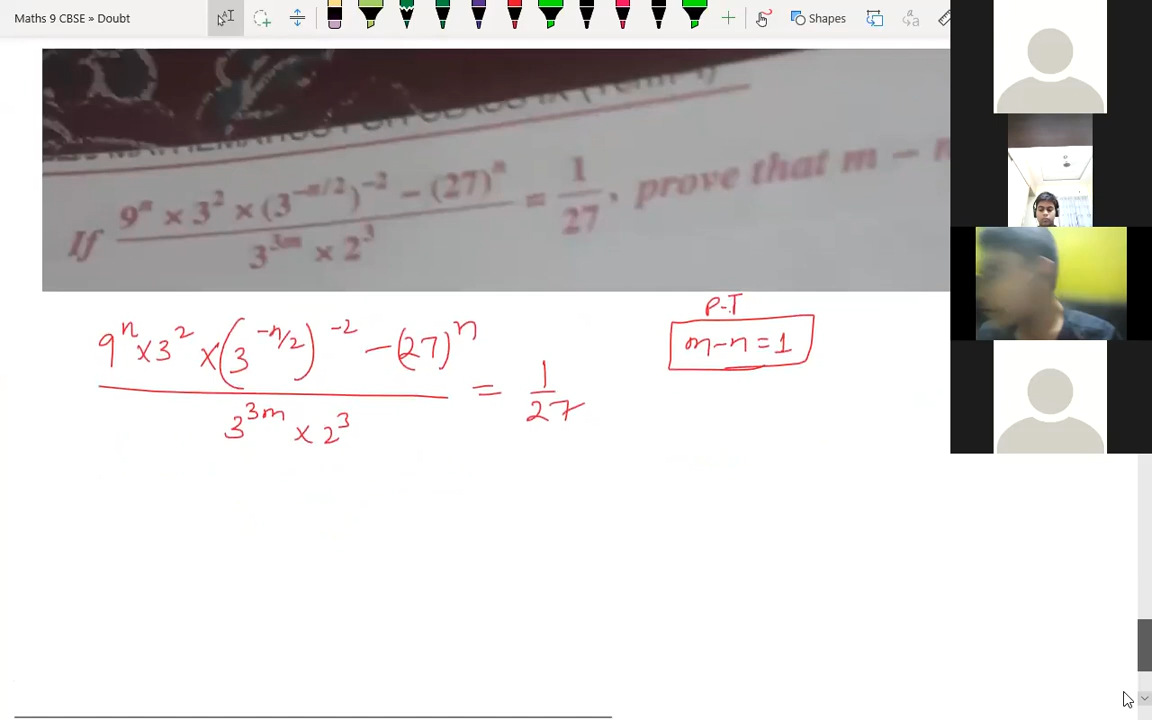 Maths 9 CBSE » Doubt
Shapes
If 9ⁿ × 3² × (3^(-n/2))^-2 − (27)ⁿ / 3^3m × 2³ = 1/27, prove that m −
P.T
9ⁿ × 3² × (3^(-n/2))^-2 − (27)ⁿ / 3^3m × 2³ = 1/27
m-n=1